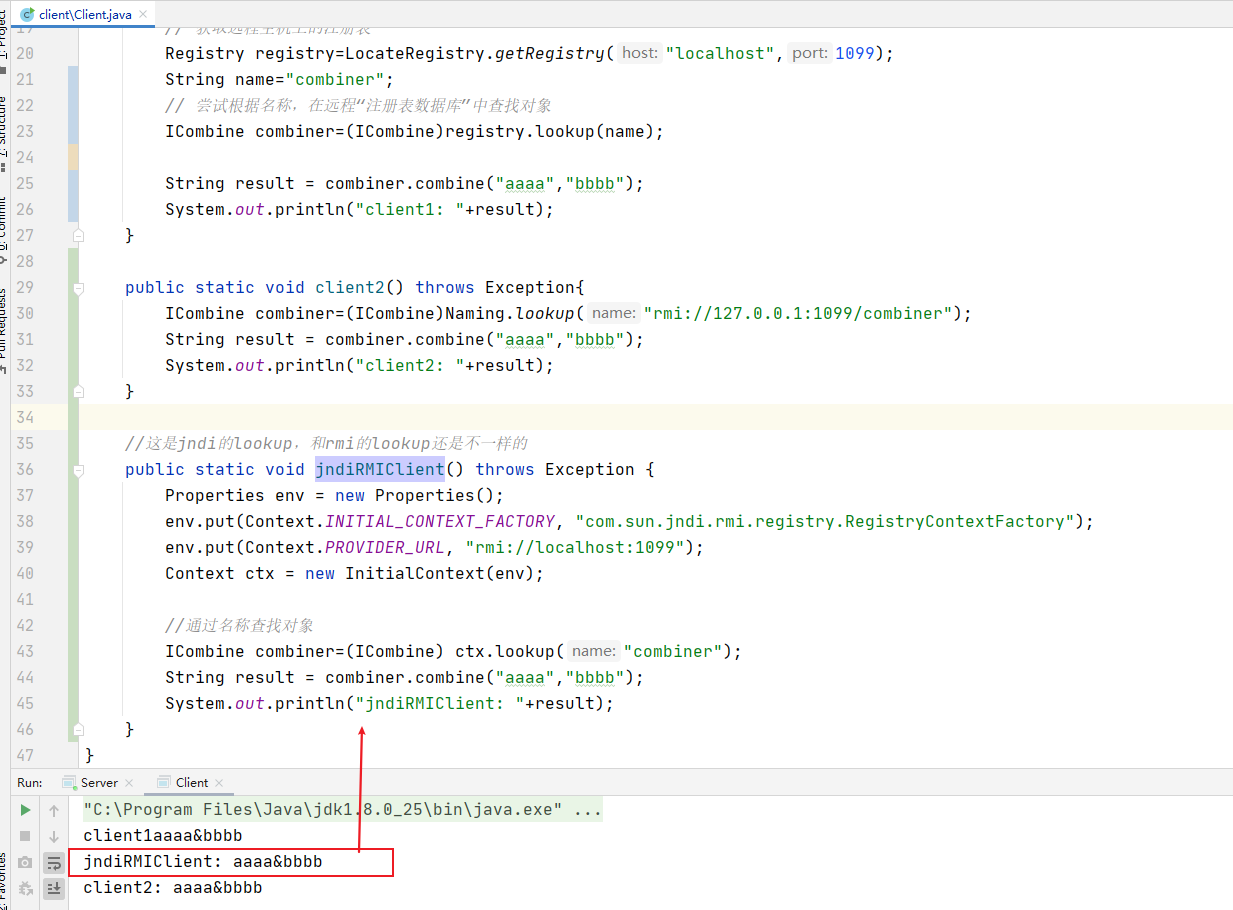 client\Client.java
1: Project
19 // 获取远程主机上的注册表
20 Registry registry=LocateRegistry.getRegistry( host: "localhost", port: 1099);
21 String name="combiner";
22 // 尝试根据名称，在远程“注册表数据库”中查找对象
23 ICombine combiner=(ICombine)registry.lookup(name);
24
25 String result = combiner.combine("aaaa","bbbb");
26 System.out.println("client1: "+result);
27 }
28
29 public static void client2() throws Exception{
30 ICombine combiner=(ICombine)Naming.lookup( name: "rmi://127.0.0.1:1099/combiner");
31 String result = combiner.combine("aaaa","bbbb");
32 System.out.println("client2: "+result);
33 }
34
35 //这是jndi的lookup，和rmi的lookup还是不一样的
36 public static void jndiRMIClient() throws Exception {
37 Properties env = new Properties();
38 env.put(Context.INITIAL_CONTEXT_FACTORY, "com.sun.jndi.rmi.registry.RegistryContextFactory");
39 env.put(Context.PROVIDER_URL, "rmi://localhost:1099");
40 Context ctx = new InitialContext(env);
41
42 //通过名称查找对象
43 ICombine combiner=(ICombine) ctx.lookup( name: "combiner");
44 String result = combiner.combine("aaaa","bbbb");
45 System.out.println("jndiRMIClient: "+result);
46 }
47 }
7: Structure
0: Commit
Pull Requests
2: Favorites
Run: Server Client
"C:\Program Files\Java\jdk1.8.0_25\bin\java.exe" ...
client1aaaa&bbbb
jndiRMIClient: aaaa&bbbb
client2: aaaa&bbbb